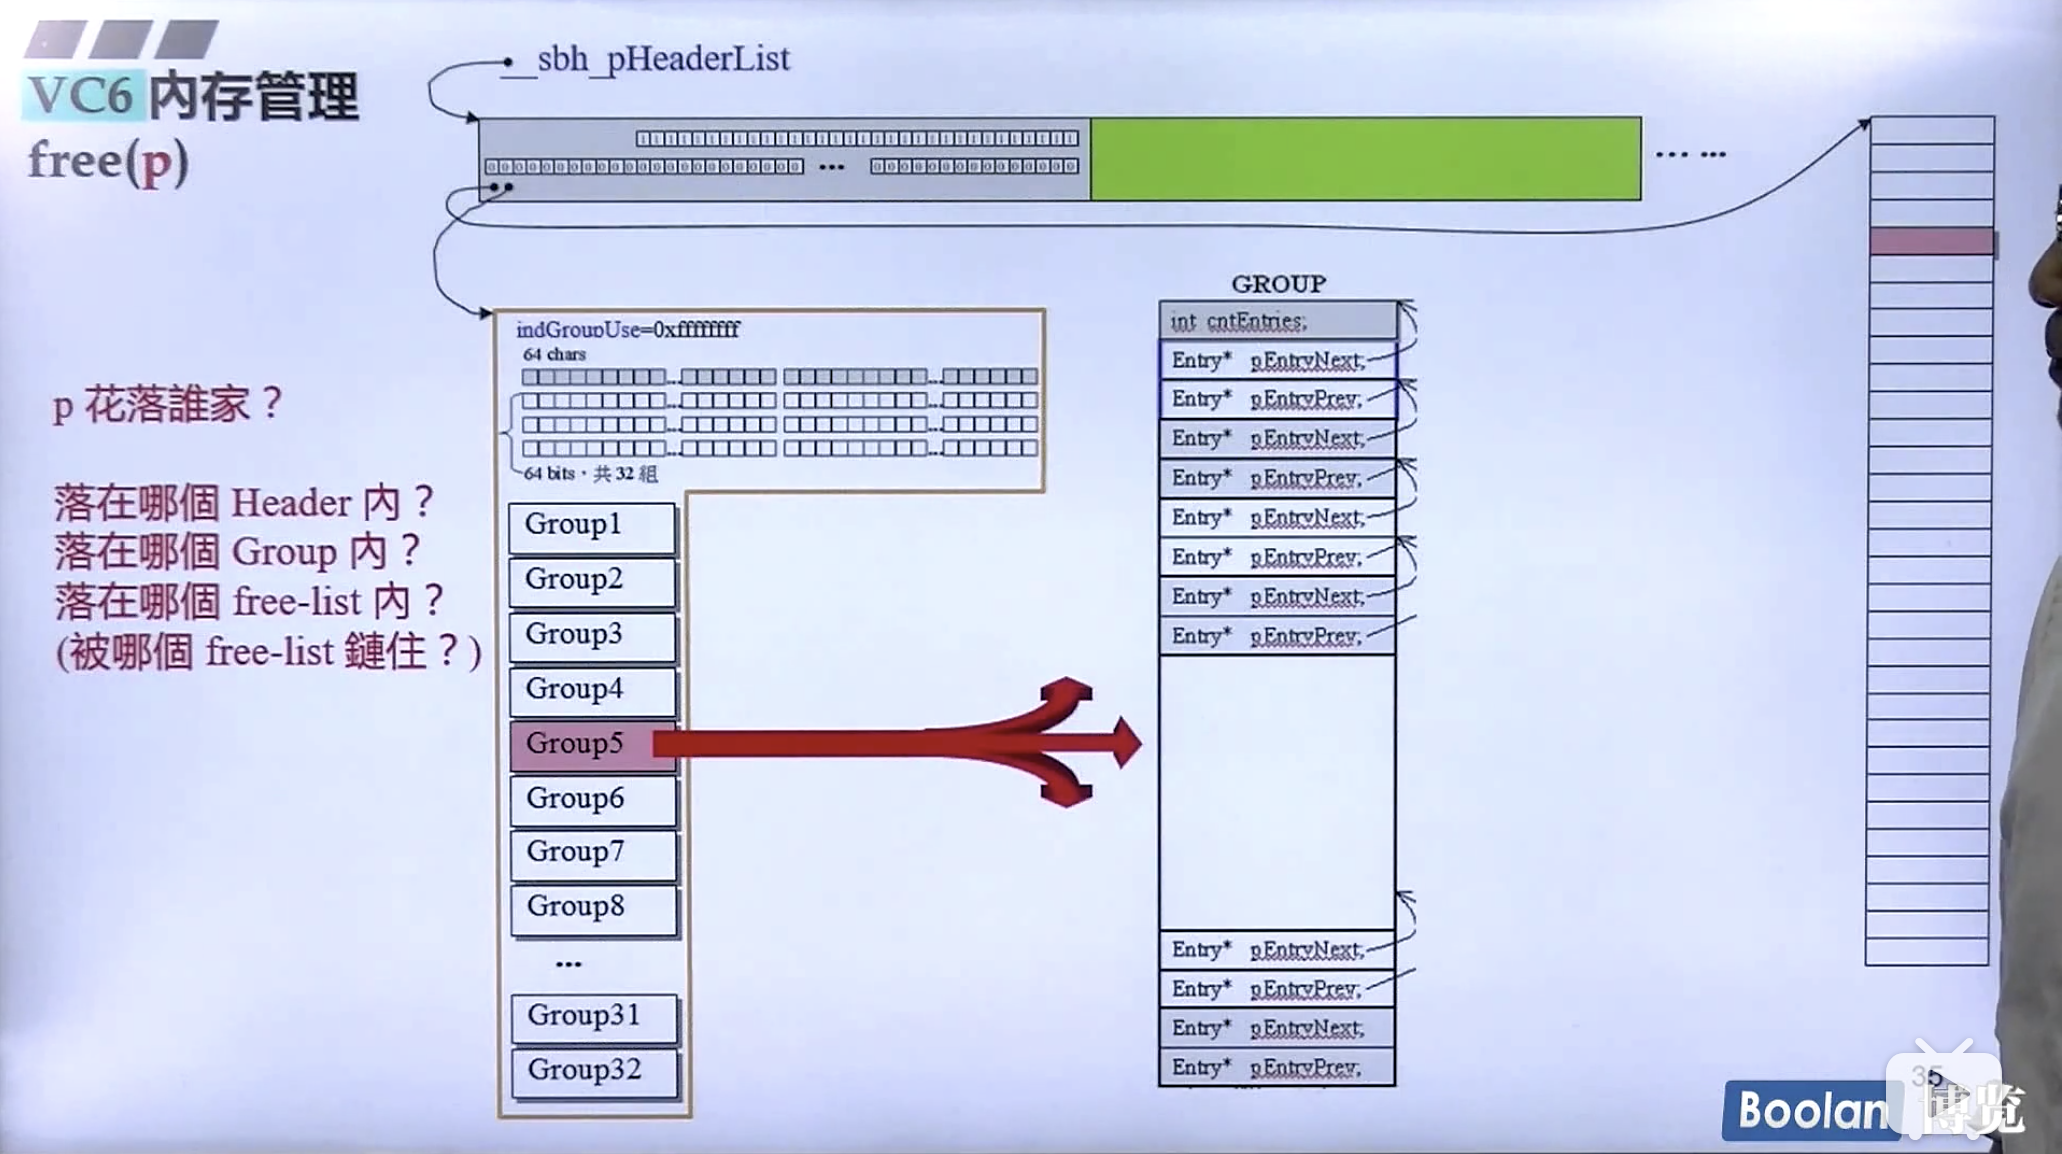 __sbh_pHeaderList
VC6 內存管理
free(p)
... ...
indGroupUse=0xffffffff
64 chars
64 bits，共 32 組
p 花落誰家？
落在哪個 Header 內？
落在哪個 Group 內？
落在哪個 free-list 內？
(被哪個 free-list 鏈住？)
Group1
Group2
Group3
Group4
Group5
Group6
Group7
Group8
...
Group31
Group32
GROUP
int cntEntries;
Entry* pEntryNext;
Entry* pEntryPrev;
Entry* pEntryNext;
Entry* pEntryPrev;
Entry* pEntryNext;
Entry* pEntryPrev;
Entry* pEntryNext;
Entry* pEntryPrev;
Entry* pEntryNext;
Entry* pEntryPrev;
Entry* pEntryNext;
Entry* pEntryPrev;
35
Boolan 博览